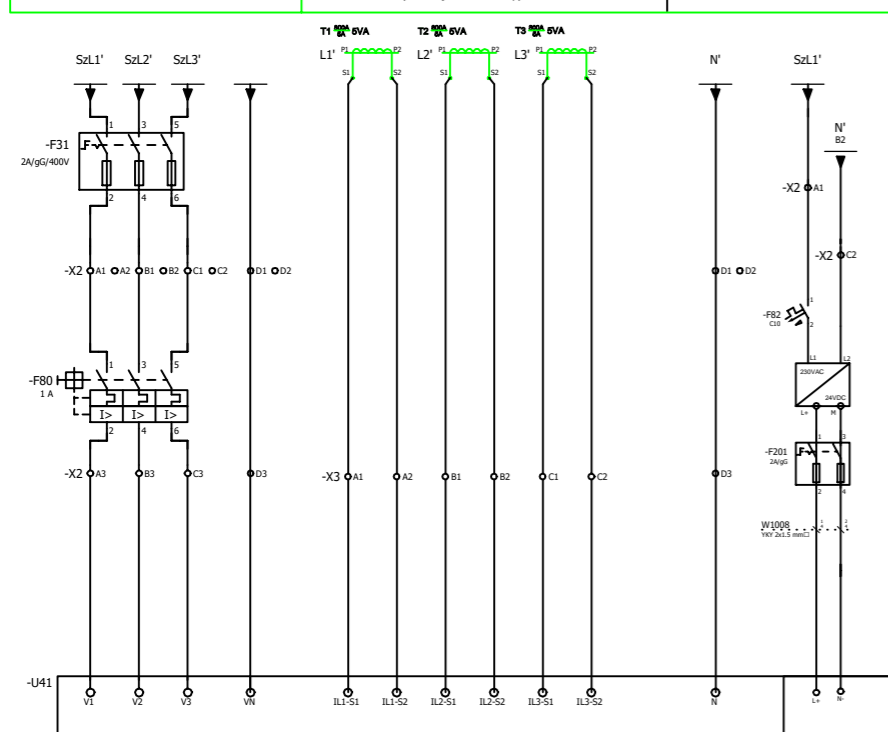 T1 600A 5A 5VA T2 600A 5A 5VA T3 600A 5A 5VA
L1' P1 P2 L2' P1 P2 L3' P1 P2
SzL1' SzL2' SzL3' N' SzL1'
S1 S2 S1 S2 S1 S2
1 3 5
-F31
2A/gG/400V
2 4 6
N'
B2
-X2 A1
-X2 C2
-X2 A1 A2 B1 B2 C1 C2 D1 D2 D1 D2
1
-F82
C10
2
1 3 5
-F80
1 A
I> I> I>
2 4 6
L1 L2
230VAC
24VDC
L+ M
1 3
-F201
2A/gG
2 4
-X2 A3 B3 C3 D3 -X3 A1 A2 B1 B2 C1 C2 D3
W1008
YKY 2x1.5 mm□
1 2
-U41
V1 V2 V3 VN IL1-S1 IL1-S2 IL2-S1 IL2-S2 IL3-S1 IL3-S2 N L+ N-